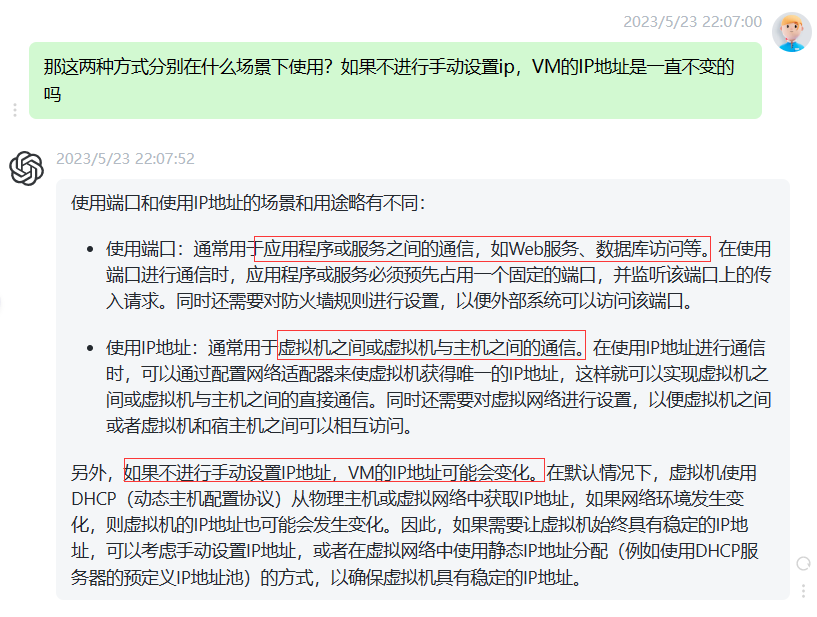 2023/5/23 22:07:00
那这两种方式分别在什么场景下使用？如果不进行手动设置ip，VM的IP地址是一直不变的
吗
2023/5/23 22:07:52
使用端口和使用IP地址的场景和用途略有不同：
• 使用端口：通常用于应用程序或服务之间的通信，如Web服务、数据库访问等。在使用
端口进行通信时，应用程序或服务必须预先占用一个固定的端口，并监听该端口上的传
入请求。同时还需要对防火墙规则进行设置，以便外部系统可以访问该端口。
• 使用IP地址：通常用于虚拟机之间或虚拟机与主机之间的通信。在使用IP地址进行通信
时，可以通过配置网络适配器来使虚拟机获得唯一的IP地址，这样就可以实现虚拟机之
间或虚拟机与主机之间的直接通信。同时还需要对虚拟网络进行设置，以便虚拟机之间
或者虚拟机和宿主机之间可以相互访问。
另外，如果不进行手动设置IP地址，VM的IP地址可能会变化。在默认情况下，虚拟机使用
DHCP（动态主机配置协议）从物理主机或虚拟网络中获取IP地址，如果网络环境发生变
化，则虚拟机的IP地址也可能会发生变化。因此，如果需要让虚拟机始终具有稳定的IP地
址，可以考虑手动设置IP地址，或者在虚拟网络中使用静态IP地址分配（例如使用DHCP服
务器的预定义IP地址池）的方式，以确保虚拟机具有稳定的IP地址。